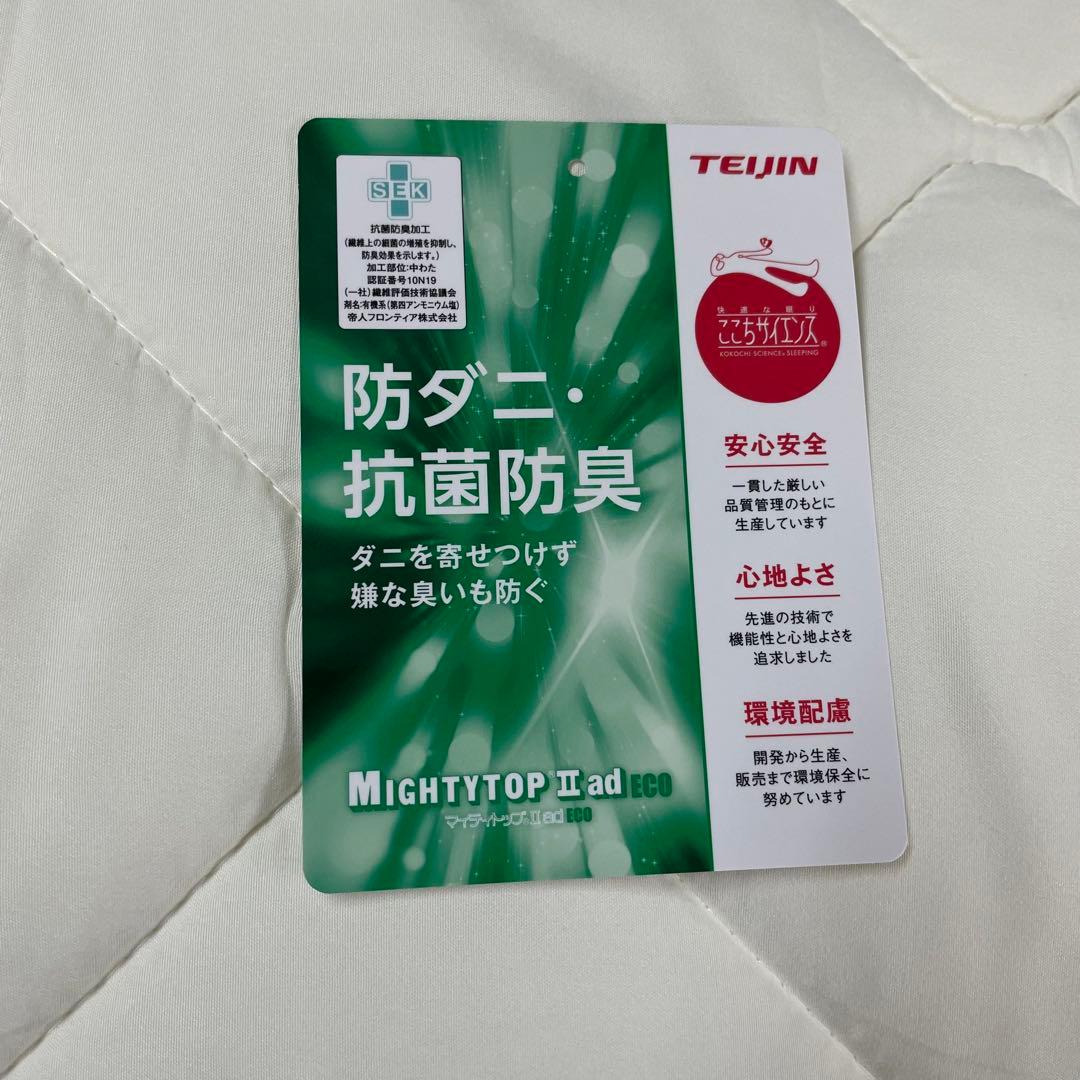 SEK
抗菌防臭加工
(繊維上の細菌の増殖を抑制し、
防臭効果を示します。)
加工部位:中わた
認証番号10N19
(一社)繊維評価技術協議会
剤名:有機系(第四アンモニウム塩)
帝人フロンティア株式会社
防ダニ・
抗菌防臭
ダニを寄せつけず
嫌な臭いも防ぐ
MIGHTYTOP®II ad ECO
マイティトップ®II ad ECO
TEIJIN
快適な眠り
ここちサイエンス®
KOKOCHI SCIENCE® SLEEPING
安心安全
一貫した厳しい
品質管理のもとに
生産しています
心地よさ
先進の技術で
機能性と心地よさを
追求しました
環境配慮
開発から生産、
販売まで環境保全に
努めています